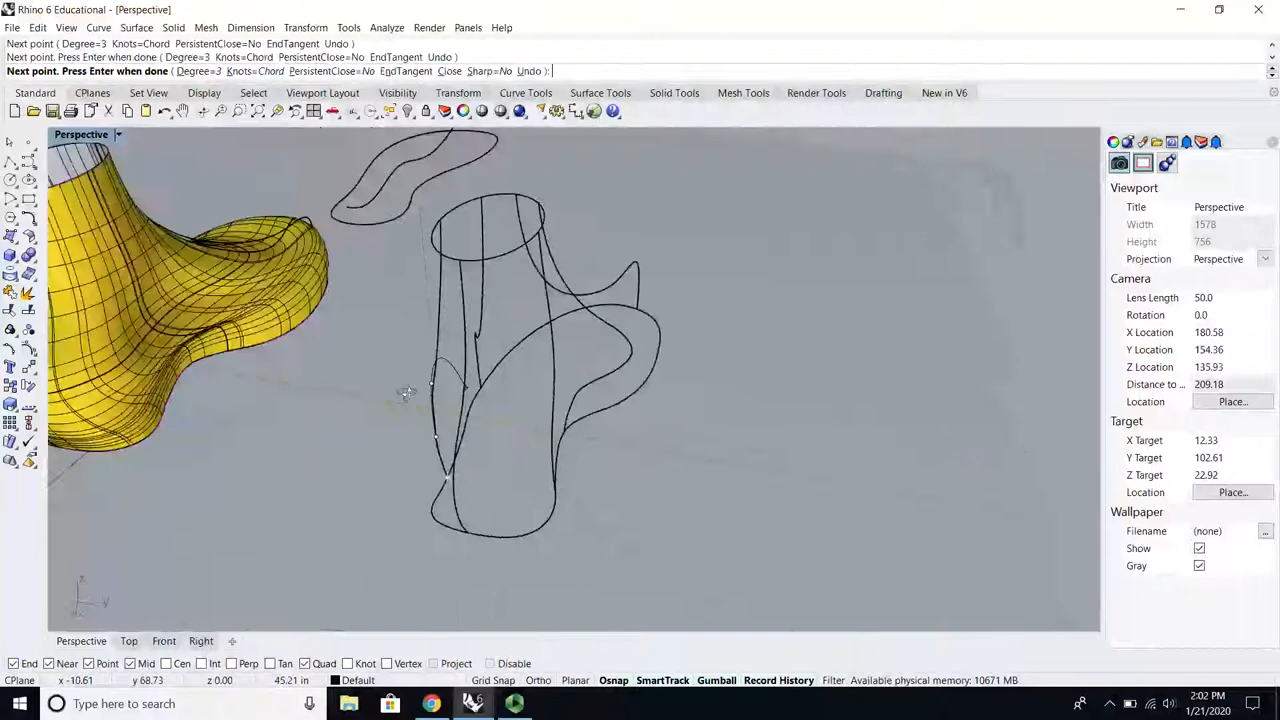 Rhino 6 Educational - [Perspective]
File Edit View Curve Surface Solid Mesh Dimension Transform Tools Analyze Render Panels Help
Next point ( Degree=3 Knots=Chord PersistentClose=No EndTangent Undo )
Next point. Press Enter when done ( Degree=3 Knots=Chord PersistentClose=No EndTangent Undo )
Next point. Press Enter when done ( Degree=3 Knots=Chord PersistentClose=No EndTangent Close Sharp=No Undo ):
Standard CPlanes Set View Display Select Viewport Layout Visibility Transform Curve Tools Surface Tools Solid Tools Mesh Tools Render Tools Drafting New in V6
Perspective
Viewport
Title Perspective
Width 1578
Height 756
Projection Perspective
Camera
Lens Length 50.0
Rotation 0.0
X Location 180.58
Y Location 154.36
Z Location 135.93
Distance to ... 209.18
Location Place...
Target
X Target 12.33
Y Target 102.61
Z Target 22.92
Location Place...
Wallpaper
Filename (none) ...
Show
Gray
z
y
x
Perspective Top Front Right
End Near Point Mid Cen Int Perp Tan Quad Knot Vertex Project Disable
CPlane x -10.61 y 68.73 z 0.00 45.21 in Default Grid Snap Ortho Planar Osnap SmartTrack Gumball Record History Filter Available physical memory: 10671 MB
Type here to search
2:02 PM
1/21/2020